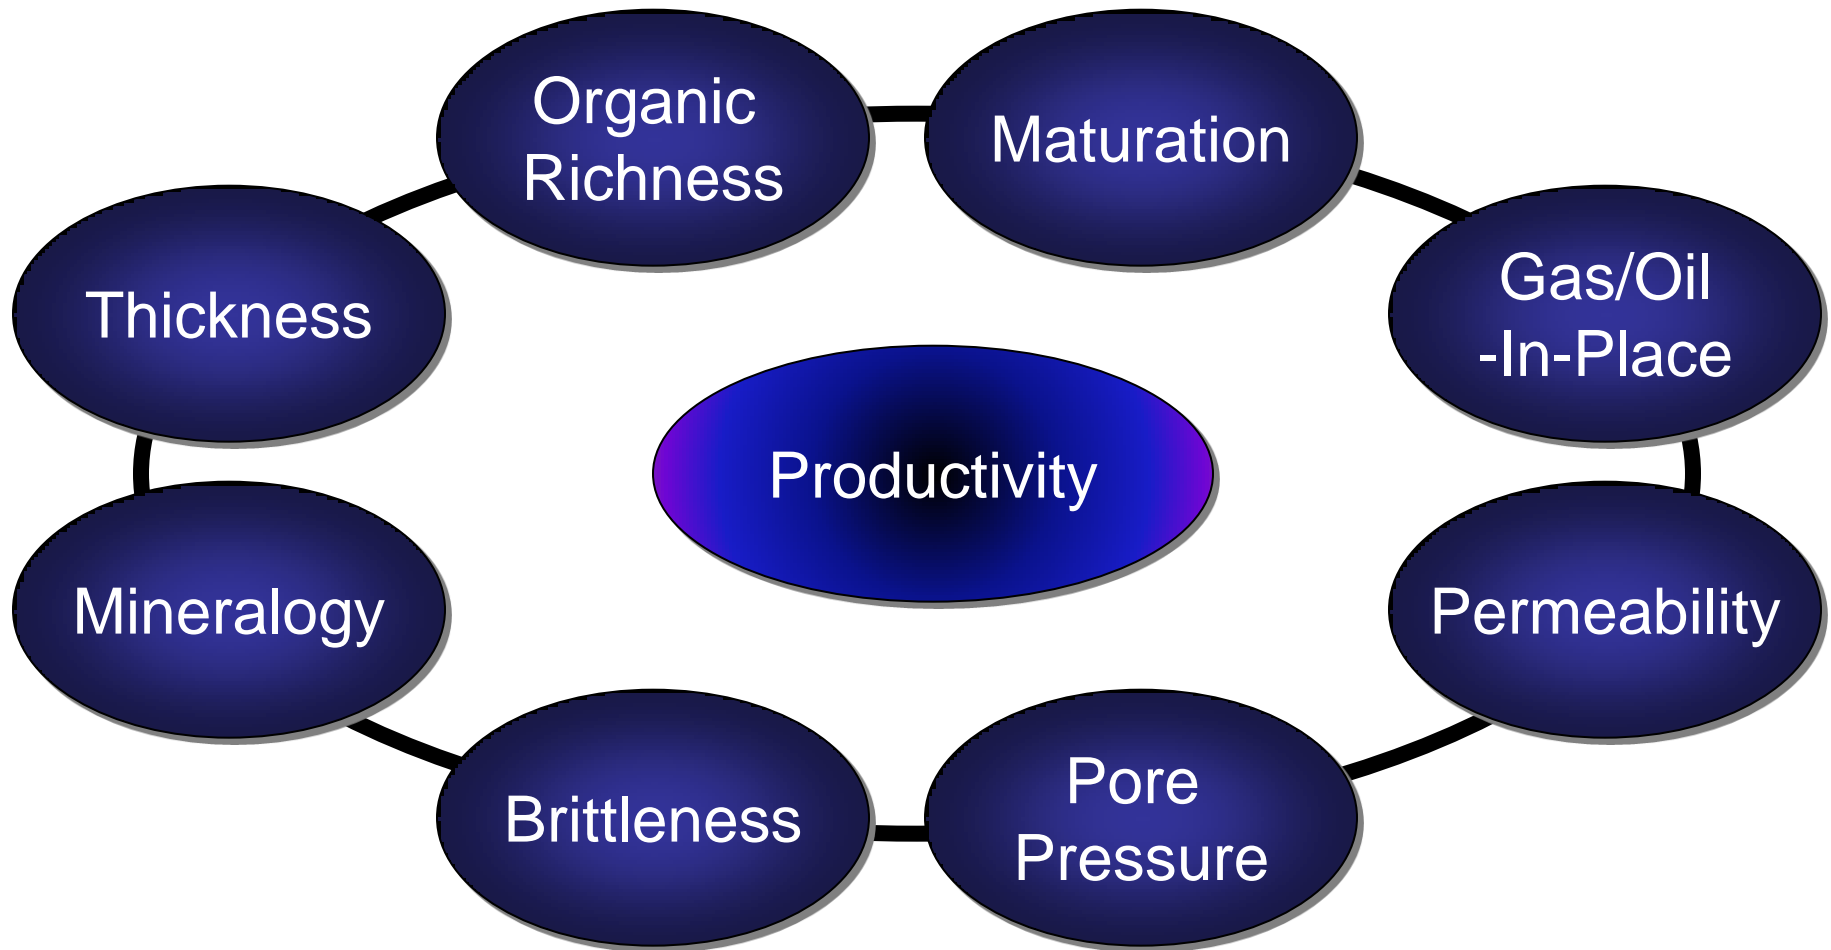 Organic
Richness
Maturation
Thickness
Gas/Oil
-In-Place
Productivity
Mineralogy
Permeability
Brittleness
Pore
Pressure